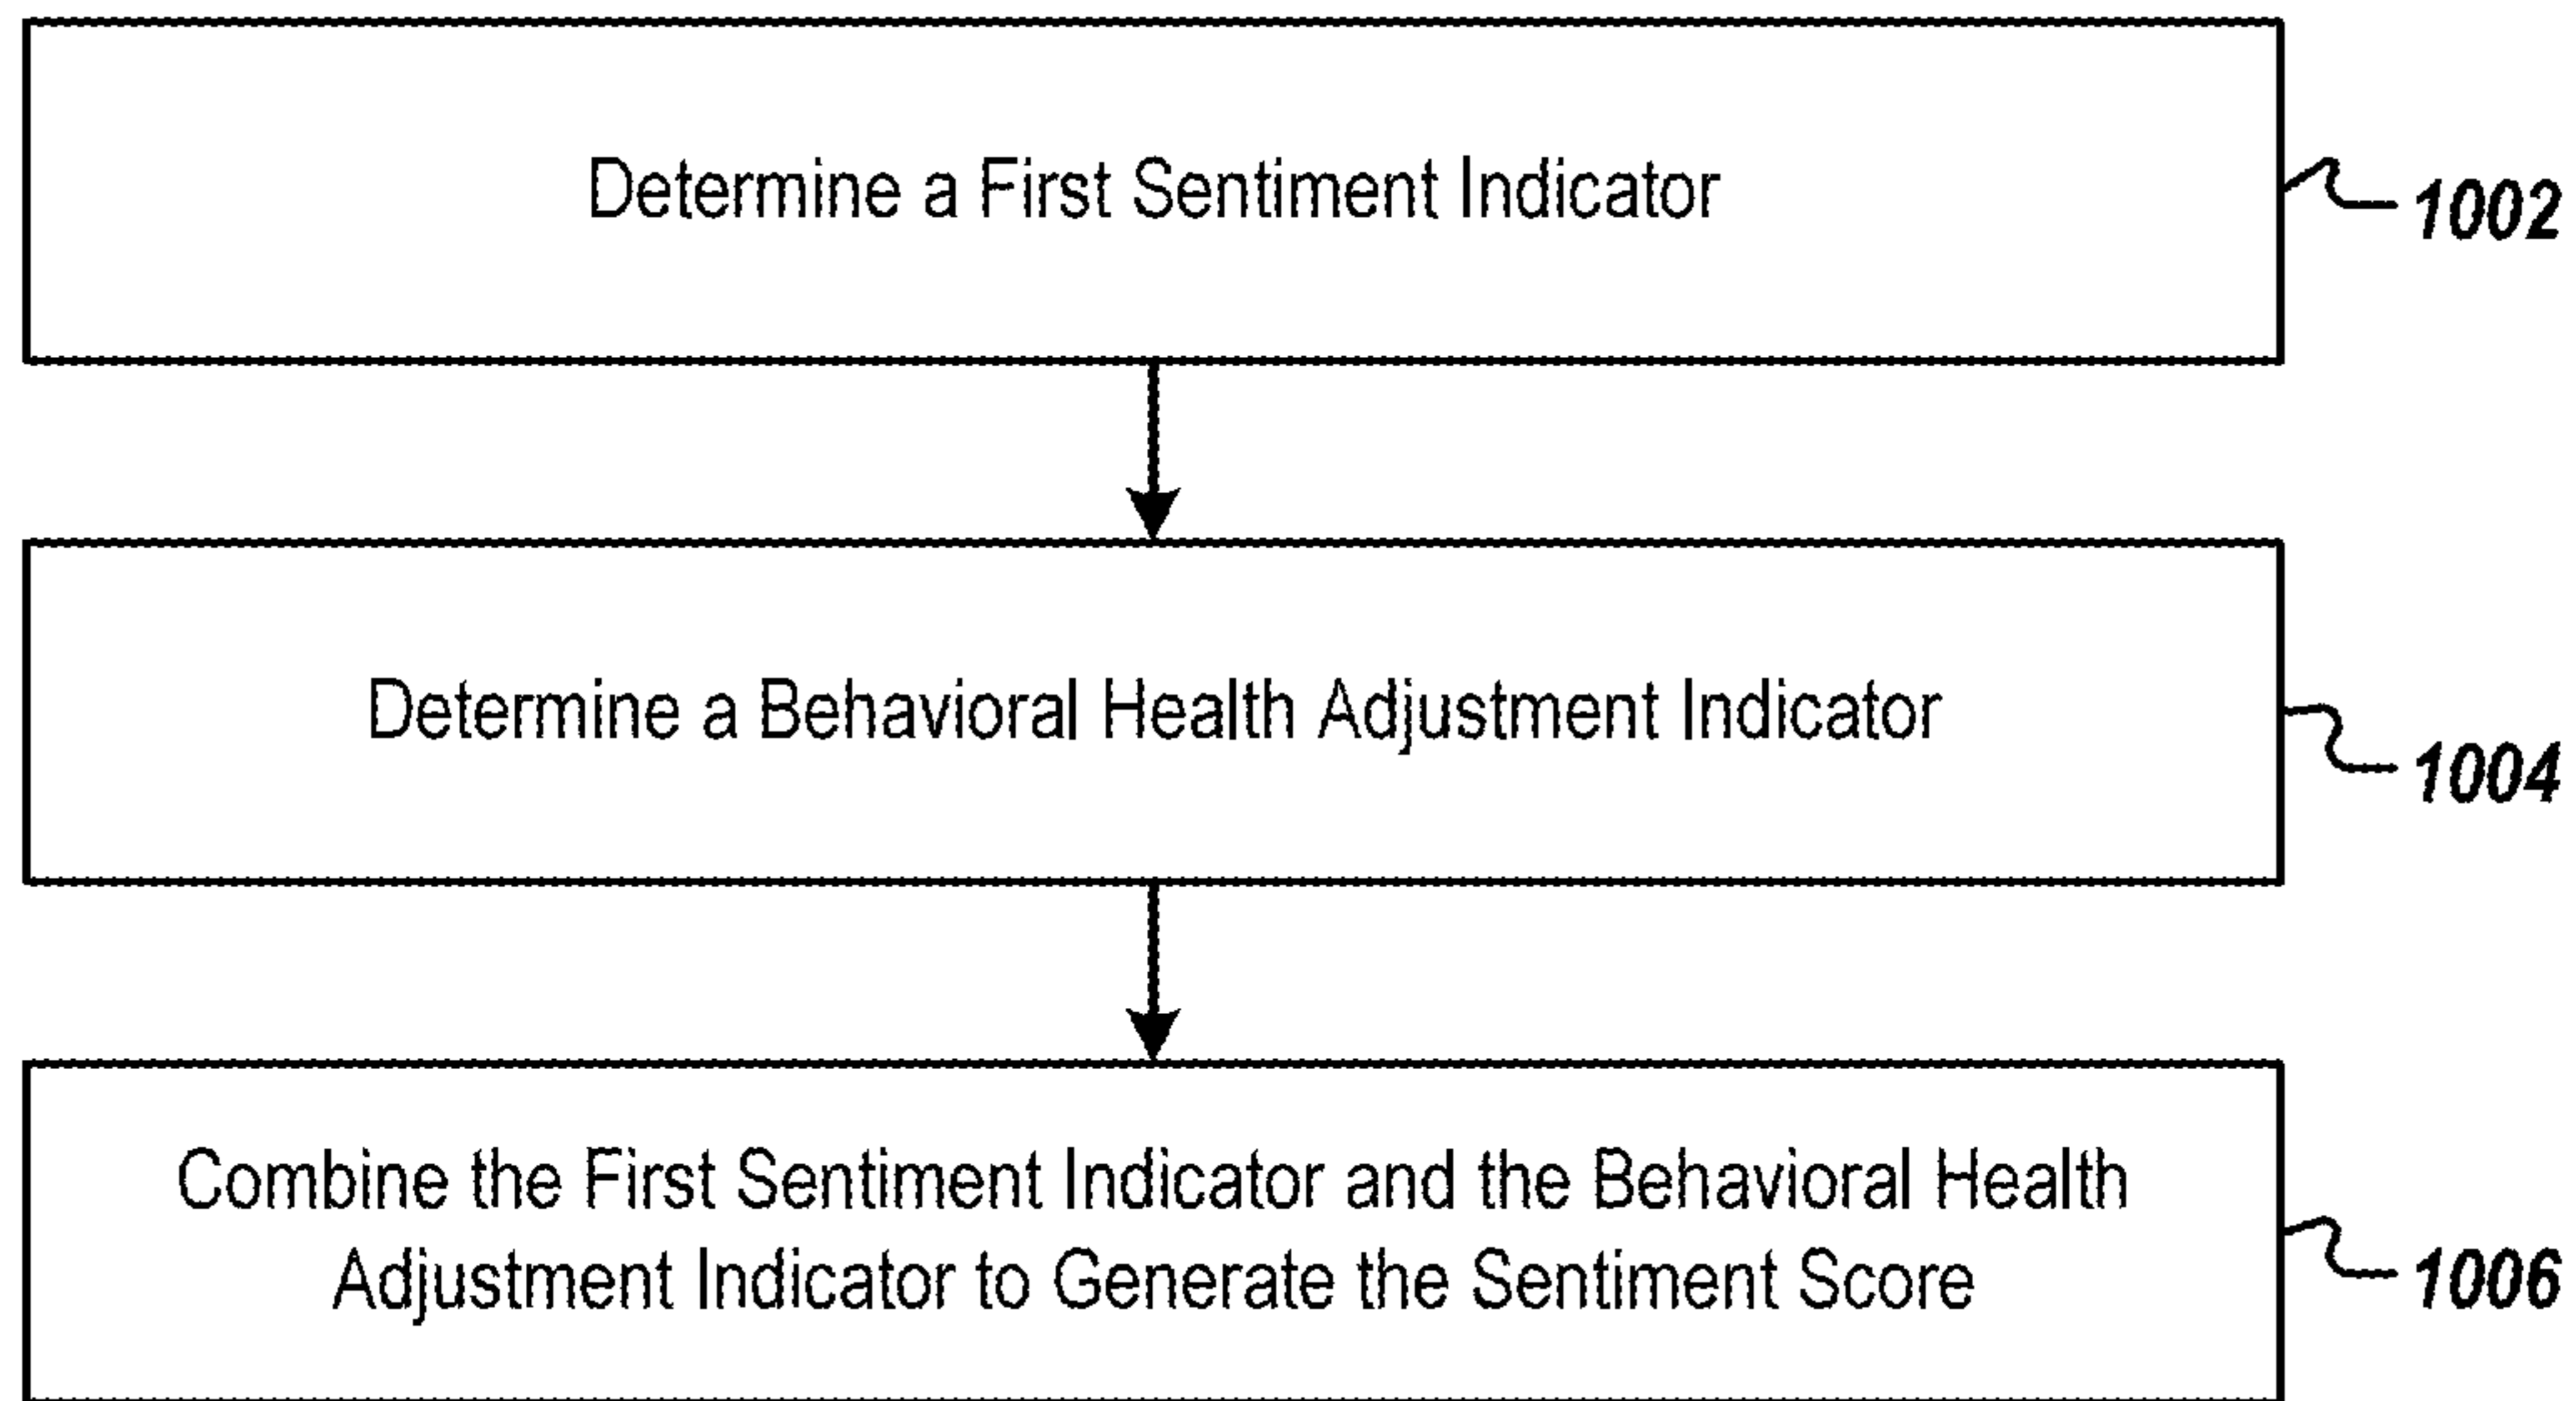 Determine a First Sentiment Indicator
1002
Determine a Behavioral Health Adjustment Indicator
1004
Combine the First Sentiment Indicator and the Behavioral Health
Adjustment Indicator to Generate the Sentiment Score
1006